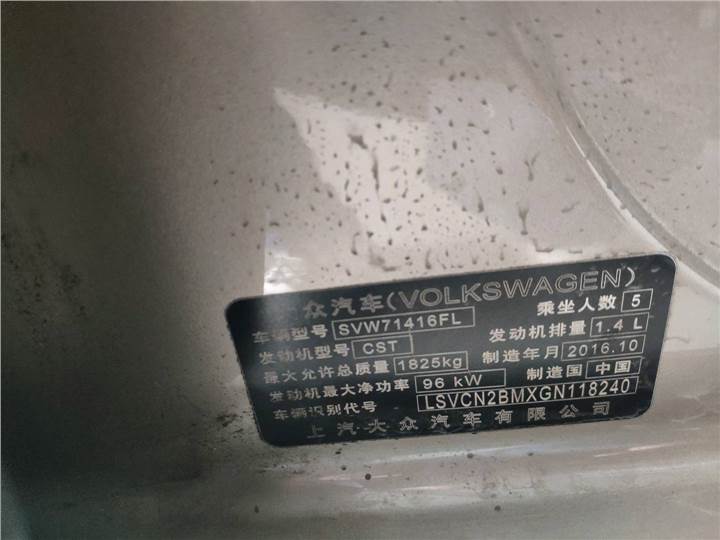 大众汽车(VOLKSWAGEN)
车辆型号 SVW71416FL 乘坐人数 5
发动机型号 CST 发动机排量 1.4 L
最大允许总质量 1825kg 制造年月 2016.10
发动机最大净功率 96 kW 制造国 中国
车辆识别代号 LSVCN2BMXGN118240
上汽大众汽车有限公司